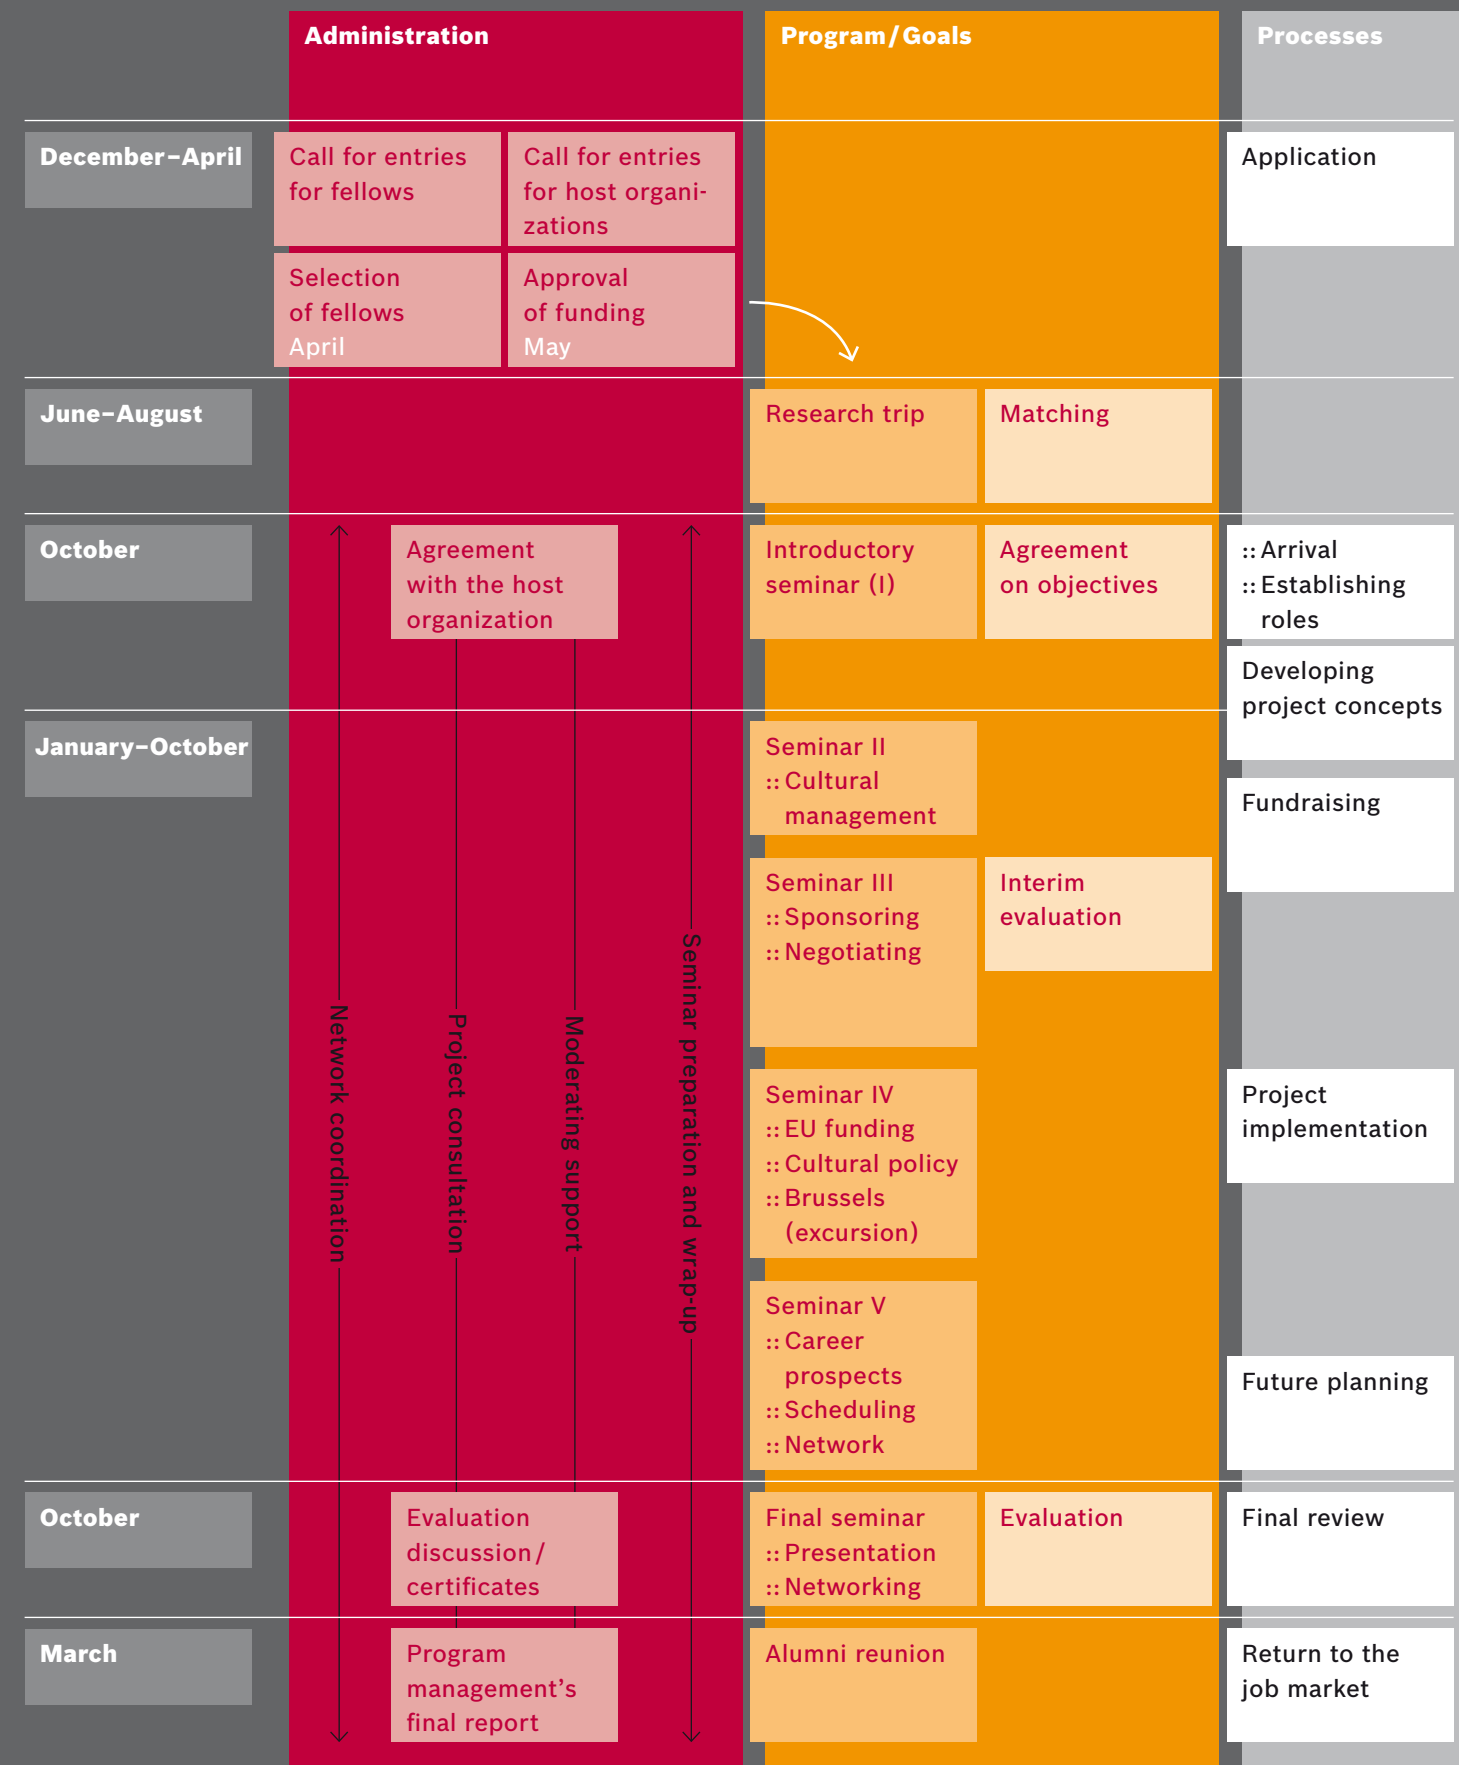 Administration
Program/Goals
Processes
December–April
Call for entries
for fellows
Call for entries
for host organi-
zations
Application
Selection
of fellows
April
Approval
of funding
May
June–August
Research trip
Matching
October
Agreement
with the host
organization
Introductory
seminar (I)
Agreement
on objectives
:: Arrival
:: Establishing
roles
Developing
project concepts
January–October
Seminar II
:: Cultural
management
Fundraising
Seminar III
:: Sponsoring
:: Negotiating
Interim
evaluation
Network coordination
Project consultation
Moderating support
Seminar preparation and wrap-up
Seminar IV
:: EU funding
:: Cultural policy
:: Brussels
(excursion)
Project
implementation
Seminar V
:: Career
prospects
:: Scheduling
:: Network
Future planning
October
Evaluation
discussion/
certificates
Final seminar
:: Presentation
:: Networking
Evaluation
Final review
March
Program
management’s
final report
Alumni reunion
Return to the
job market